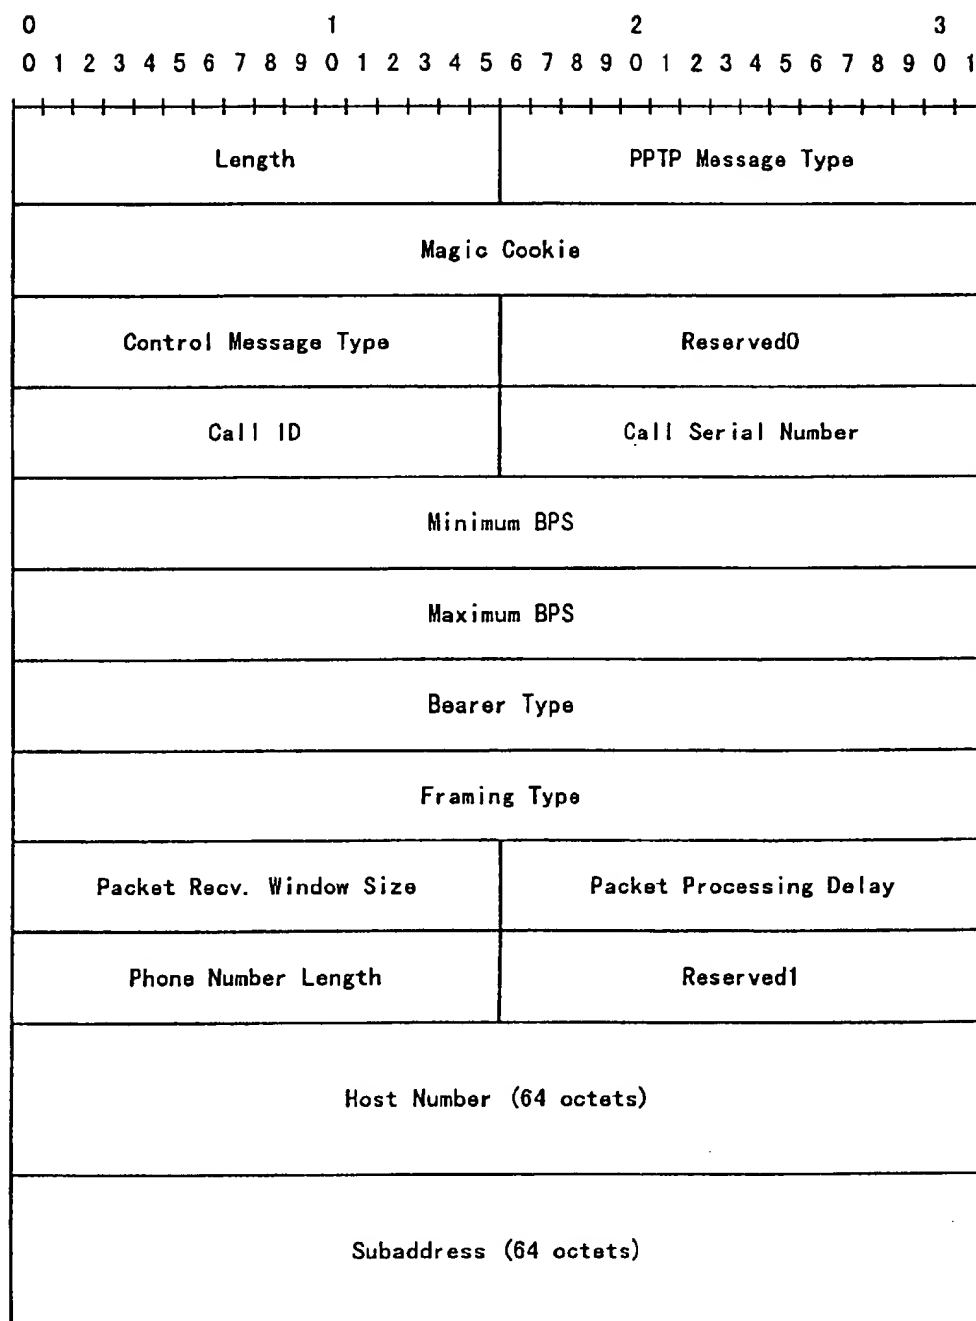 0 1 2 3
0 1 2 3 4 5 6 7 8 9 0 1 2 3 4 5 6 7 8 9 0 1 2 3 4 5 6 7 8 9 0 1
Length PPTP Message Type
Magic Cookie
Control Message Type Reserved0
Call ID Call Serial Number
Minimum BPS
Maximum BPS
Bearer Type
Framing Type
Packet Recv. Window Size Packet Processing Delay
Phone Number Length Reserved1
Host Number (64 octets)
Subaddress (64 octets)